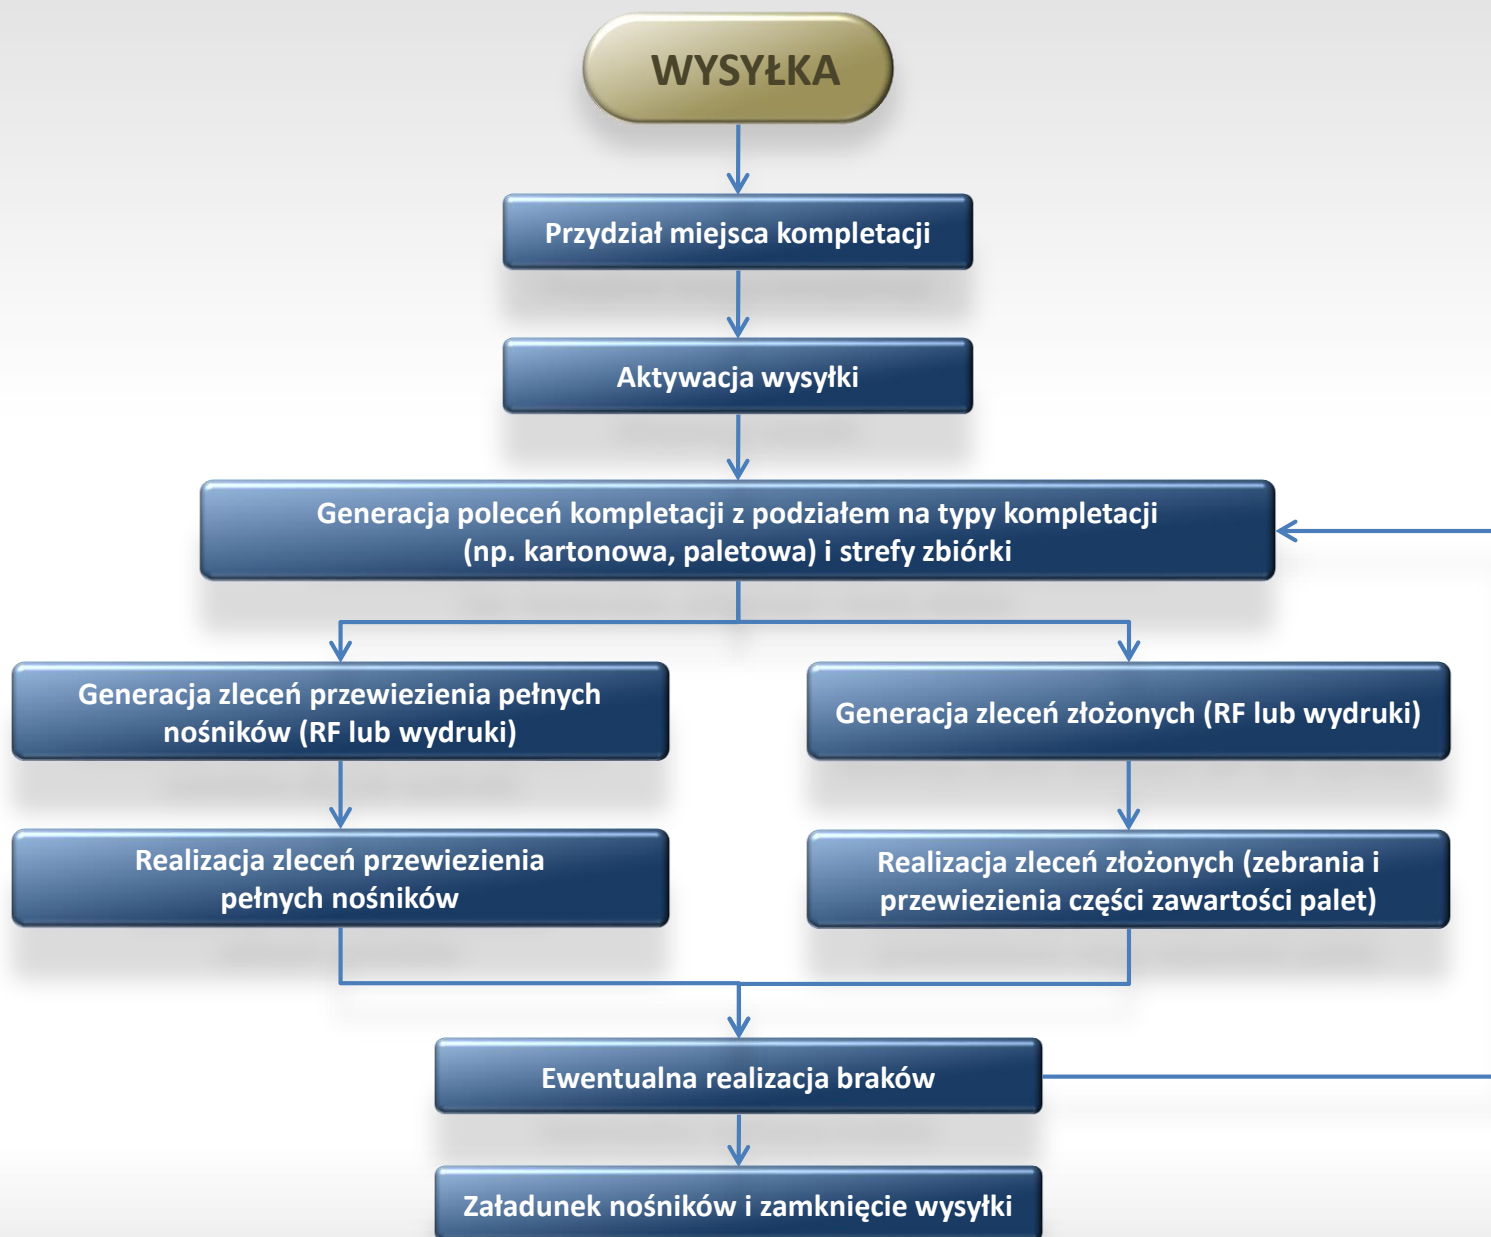 WYSYŁKA
Przydział miejsca kompletacji
Aktywacja wysyłki
Generacja poleceń kompletacji z podziałem na typy kompletacji
(np. kartonowa, paletowa) i strefy zbiórki
Generacja zleceń przewiezienia pełnych
nośników (RF lub wydruki)
Generacja zleceń złożonych (RF lub wydruki)
Realizacja zleceń przewiezienia
pełnych nośników
Realizacja zleceń złożonych (zebrania i
przewiezienia części zawartości palet)
Ewentualna realizacja braków
Załadunek nośników i zamknięcie wysyłki